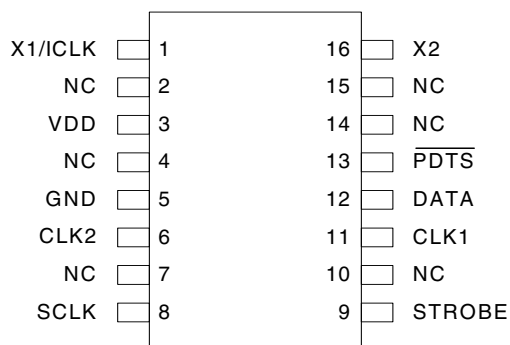 X1/ICLK 1 16 X2
NC 2 15 NC
VDD 3 14 NC
NC 4 13 PDTS
GND 5 12 DATA
CLK2 6 11 CLK1
NC 7 10 NC
SCLK 8 9 STROBE